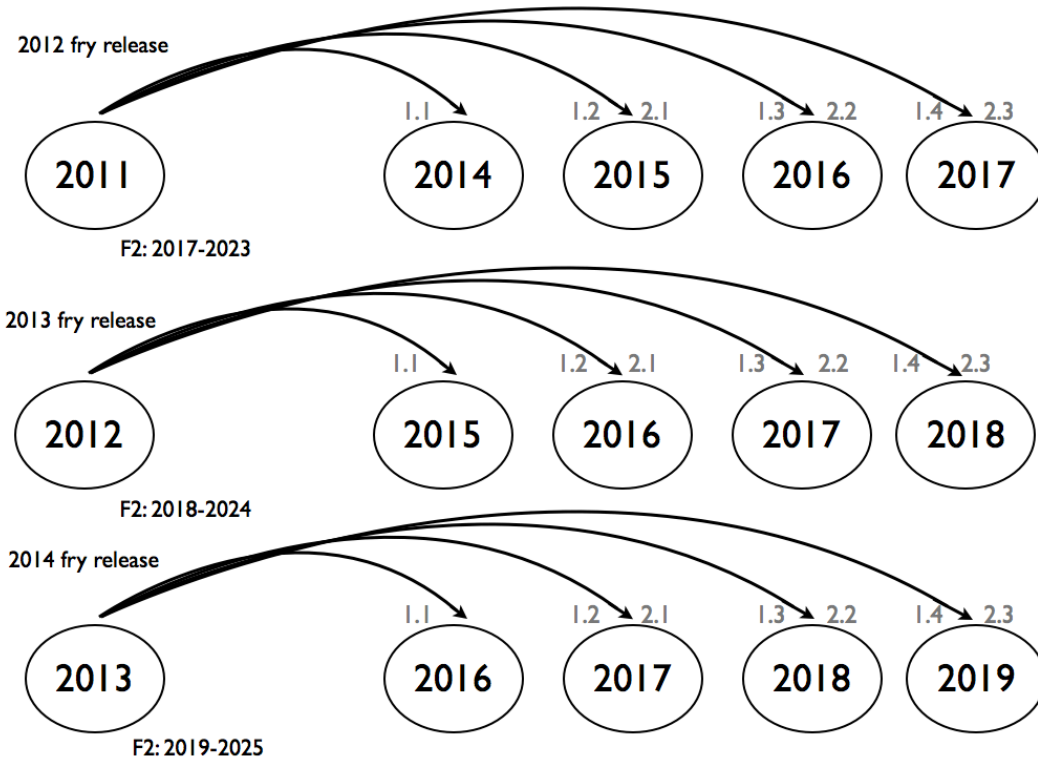 2012 fry release
1.1 1.2 2.1 1.3 2.2 1.4 2.3
2011 2014 2015 2016 2017
F2: 2017-2023
2013 fry release
1.1 1.2 2.1 1.3 2.2 1.4 2.3
2012 2015 2016 2017 2018
F2: 2018-2024
2014 fry release
1.1 1.2 2.1 1.3 2.2 1.4 2.3
2013 2016 2017 2018 2019
F2: 2019-2025